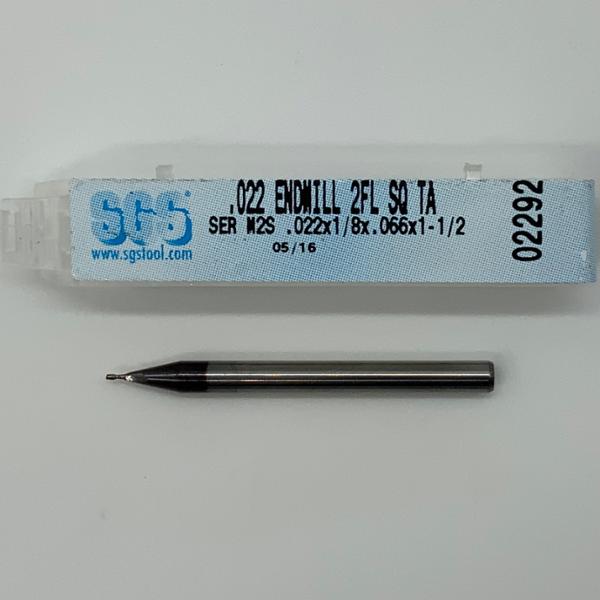 SGS®
www.sgstool.com
.022 ENDMILL 2FL SQ TA
SER M2S .022x1/8x.066x1-1/2
05/16
02292